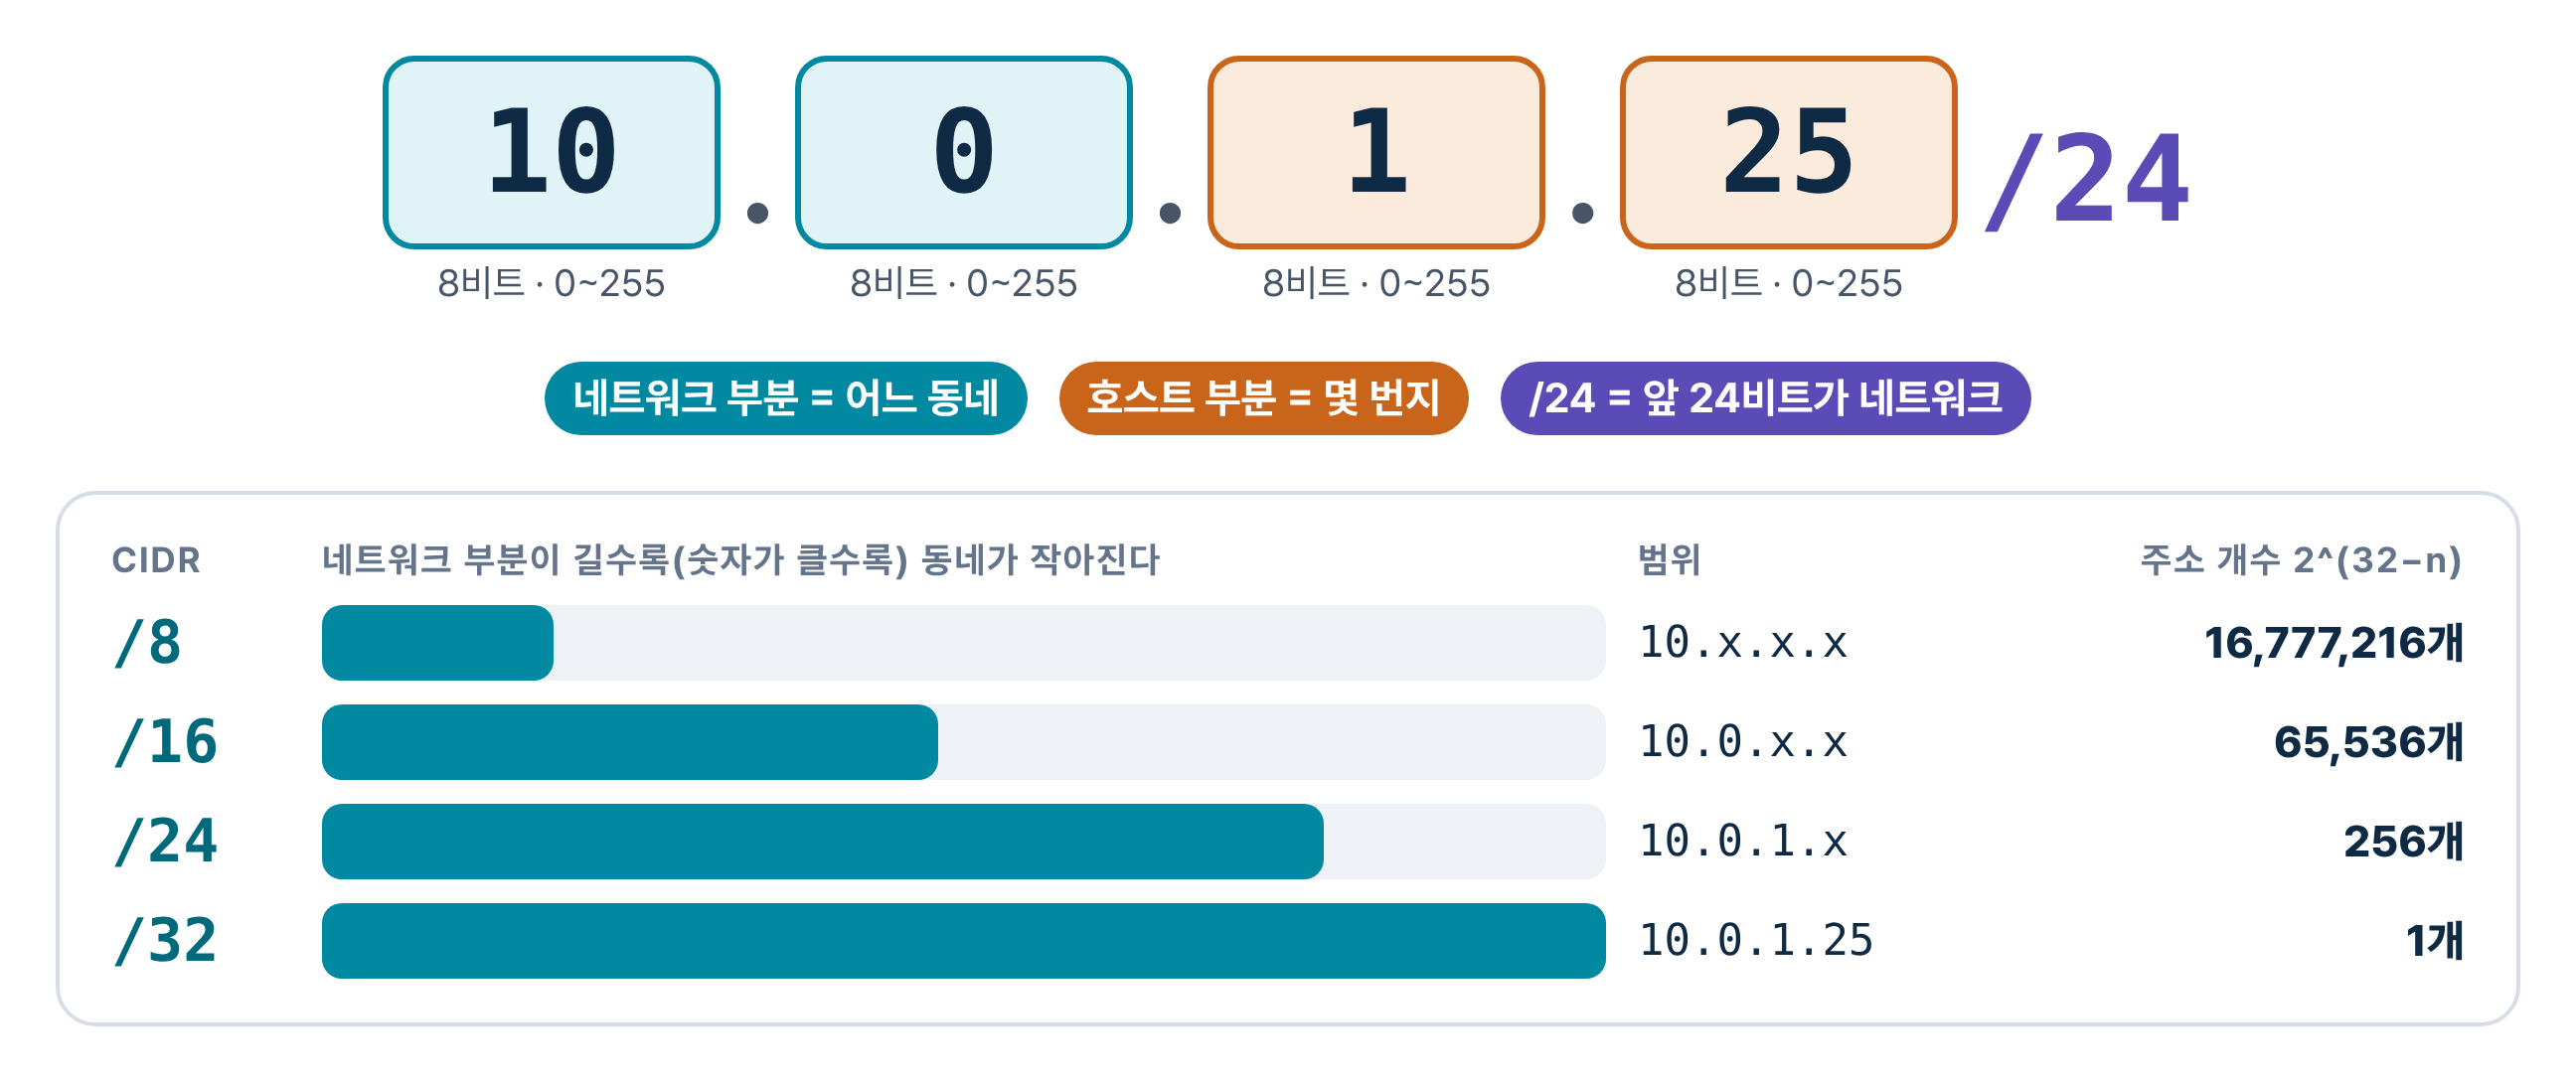 10 . 0 . 1 . 25 /24
8비트 · 0~255 8비트 · 0~255 8비트 · 0~255 8비트 · 0~255
네트워크 부분 = 어느 동네 호스트 부분 = 몇 번지 /24 = 앞 24비트가 네트워크
CIDR 네트워크 부분이 길수록(숫자가 클수록) 동네가 작아진다 범위 주소 개수 2^(32−n)
/8 10.x.x.x 16,777,216개
/16 10.0.x.x 65,536개
/24 10.0.1.x 256개
/32 10.0.1.25 1개